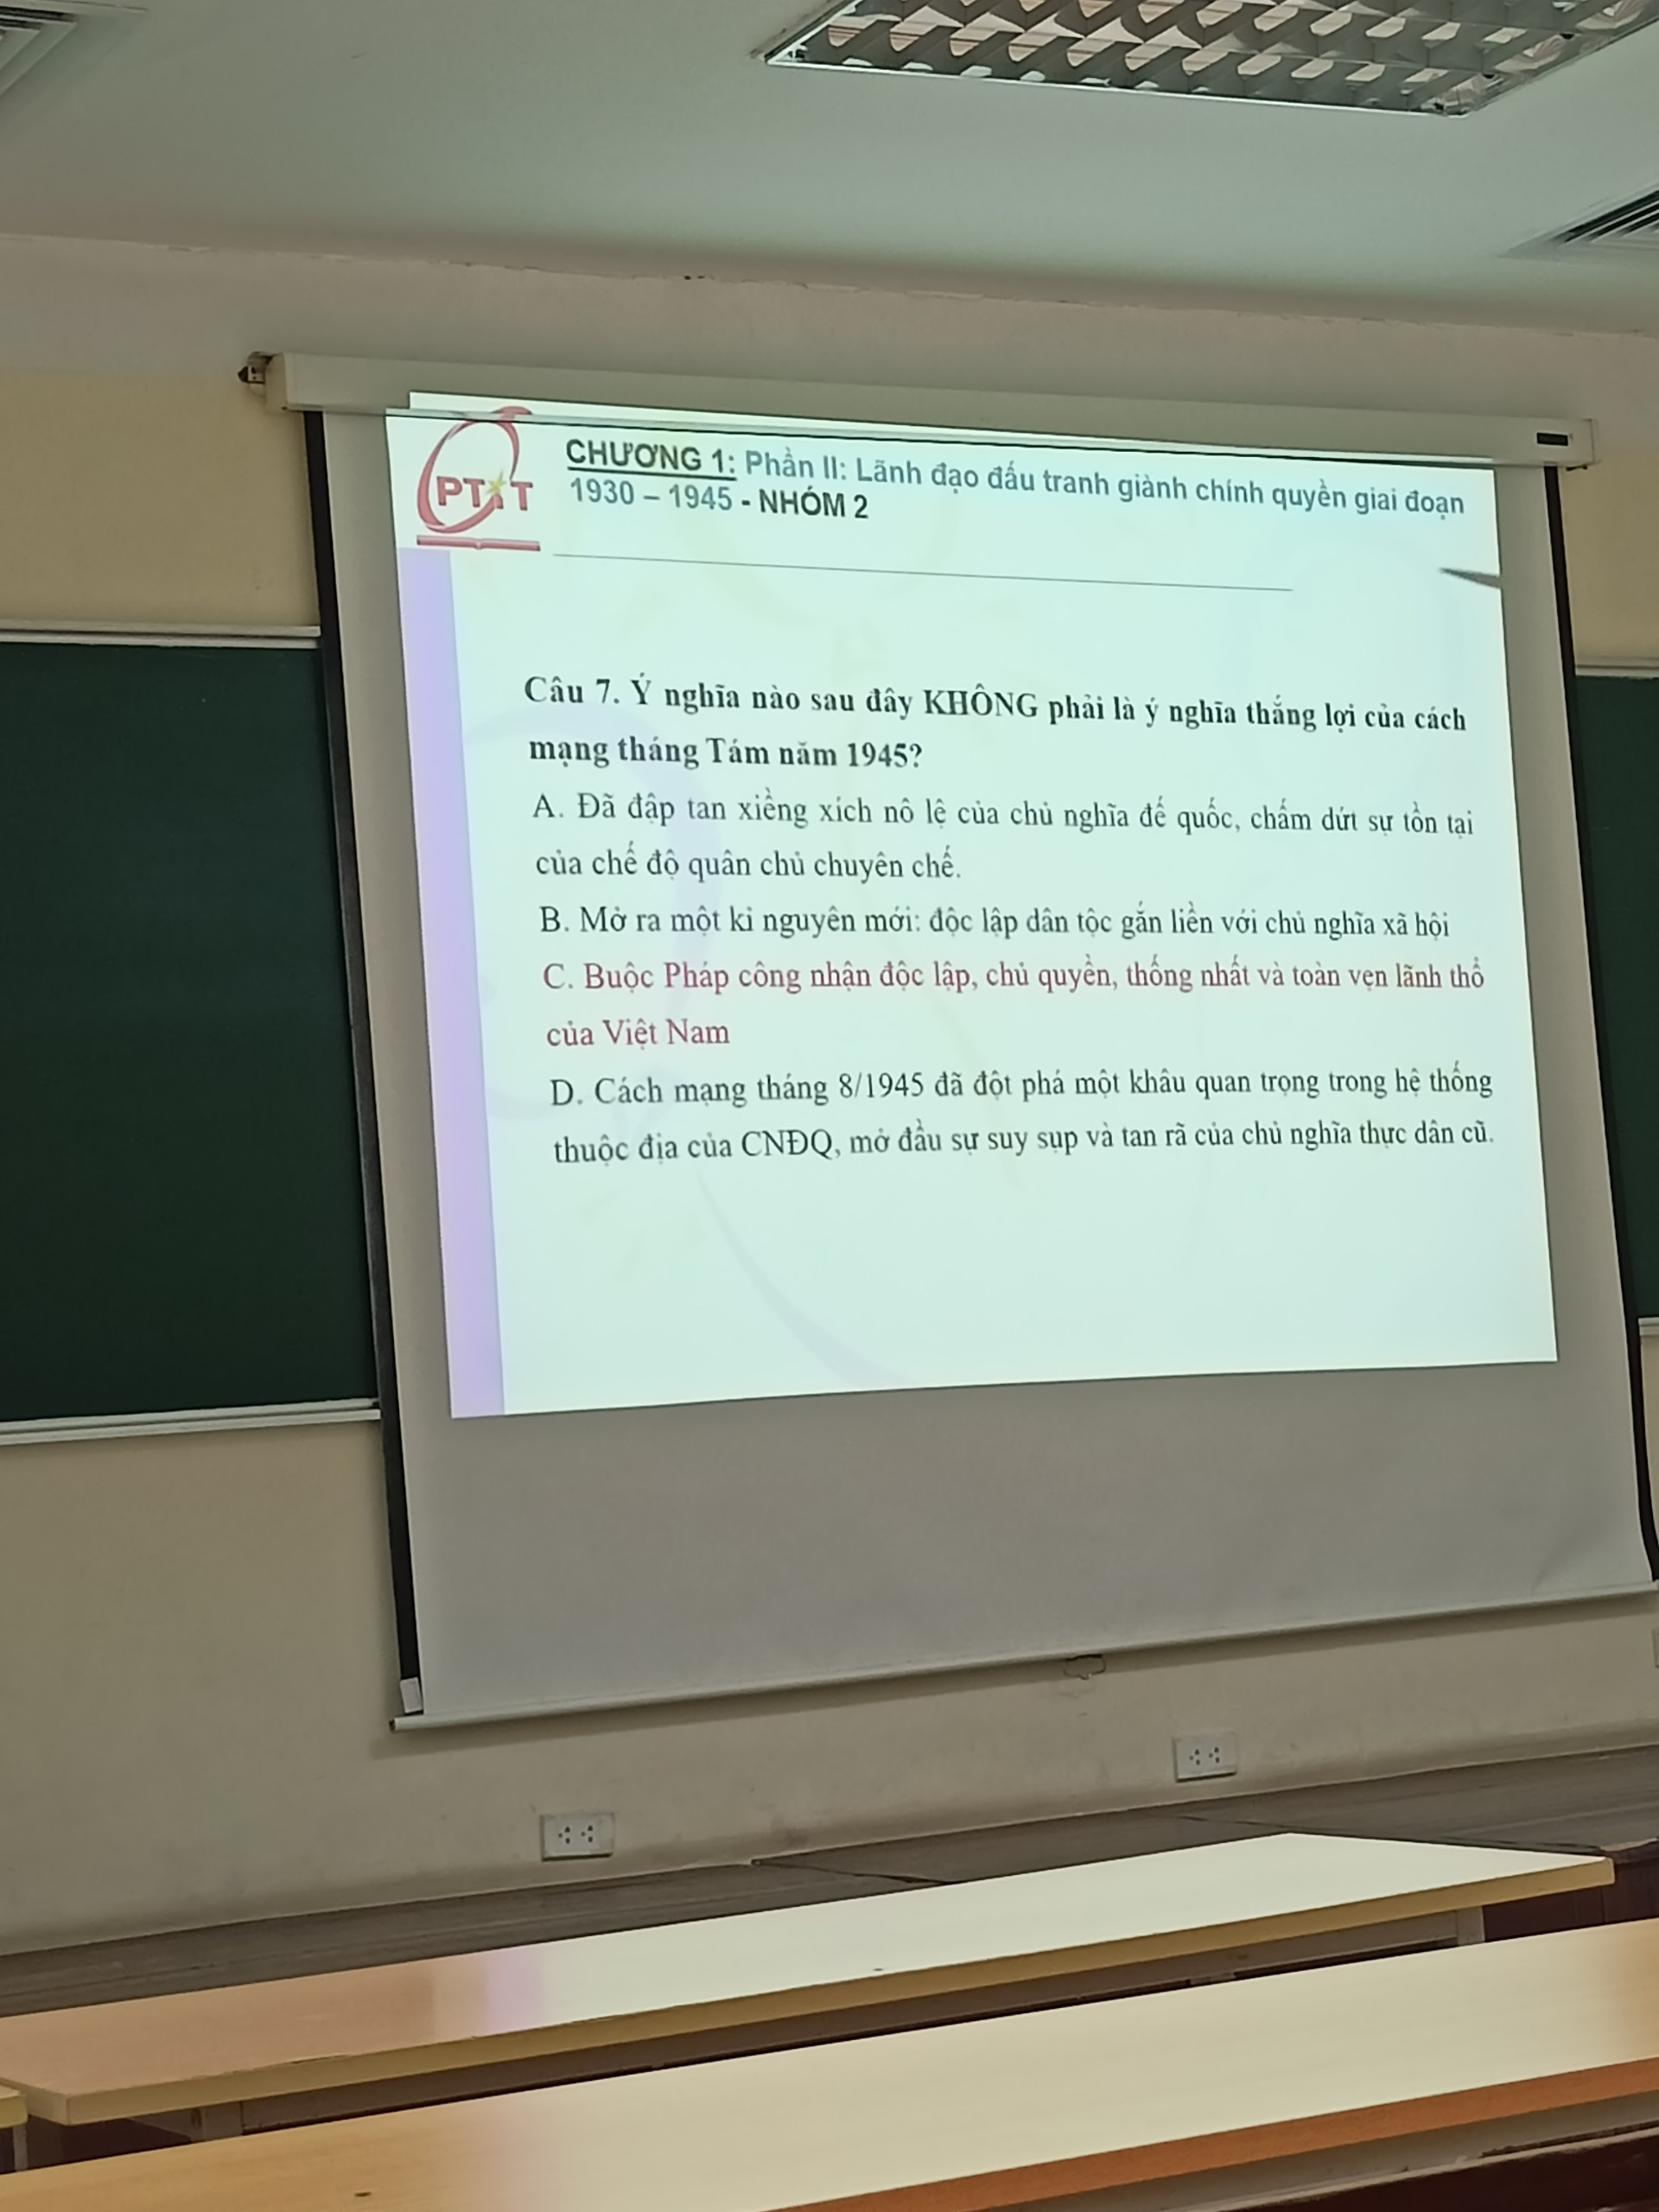 PTIT
CHƯƠNG 1: Phần II: Lãnh đạo đấu tranh giành chính quyền giai đoạn
1930 – 1945 - NHÓM 2
Câu 7. Ý nghĩa nào sau đây KHÔNG phải là ý nghĩa thắng lợi của cách
mạng tháng Tám năm 1945?
A. Đã đập tan xiềng xích nô lệ của chủ nghĩa đế quốc, chấm dứt sự tồn tại
của chế độ quân chủ chuyên chế.
B. Mở ra một kỉ nguyên mới: độc lập dân tộc gắn liền với chủ nghĩa xã hội
C. Buộc Pháp công nhận độc lập, chủ quyền, thống nhất và toàn vẹn lãnh thổ
của Việt Nam
D. Cách mạng tháng 8/1945 đã đột phá một khâu quan trọng trong hệ thống
thuộc địa của CNĐQ, mở đầu sự suy sụp và tan rã của chủ nghĩa thực dân cũ.